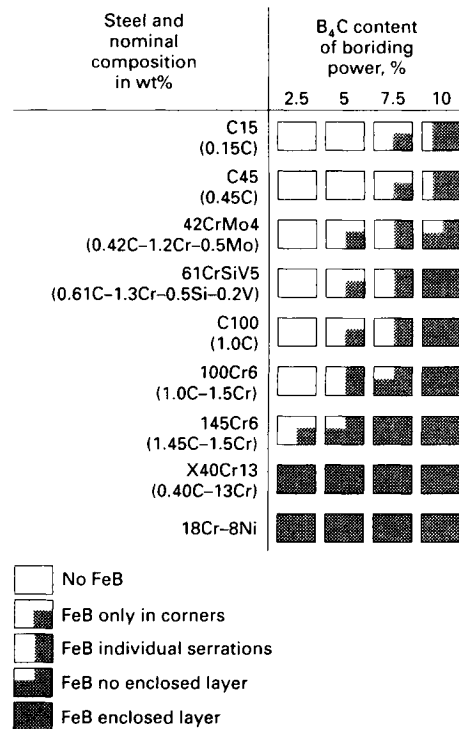 Steel and
nominal
composition
in wt%
B₄C content
of boriding
power, %
2.5 5 7.5 10
C15
(0.15C)
C45
(0.45C)
42CrMo4
(0.42C–1.2Cr–0.5Mo)
61CrSiV5
(0.61C–1.3Cr–0.5Si–0.2V)
C100
(1.0C)
100Cr6
(1.0C–1.5Cr)
145Cr6
(1.45C–1.5Cr)
X40Cr13
(0.40C–13Cr)
18Cr–8Ni
No FeB
FeB only in corners
FeB individual serrations
FeB no enclosed layer
FeB enclosed layer